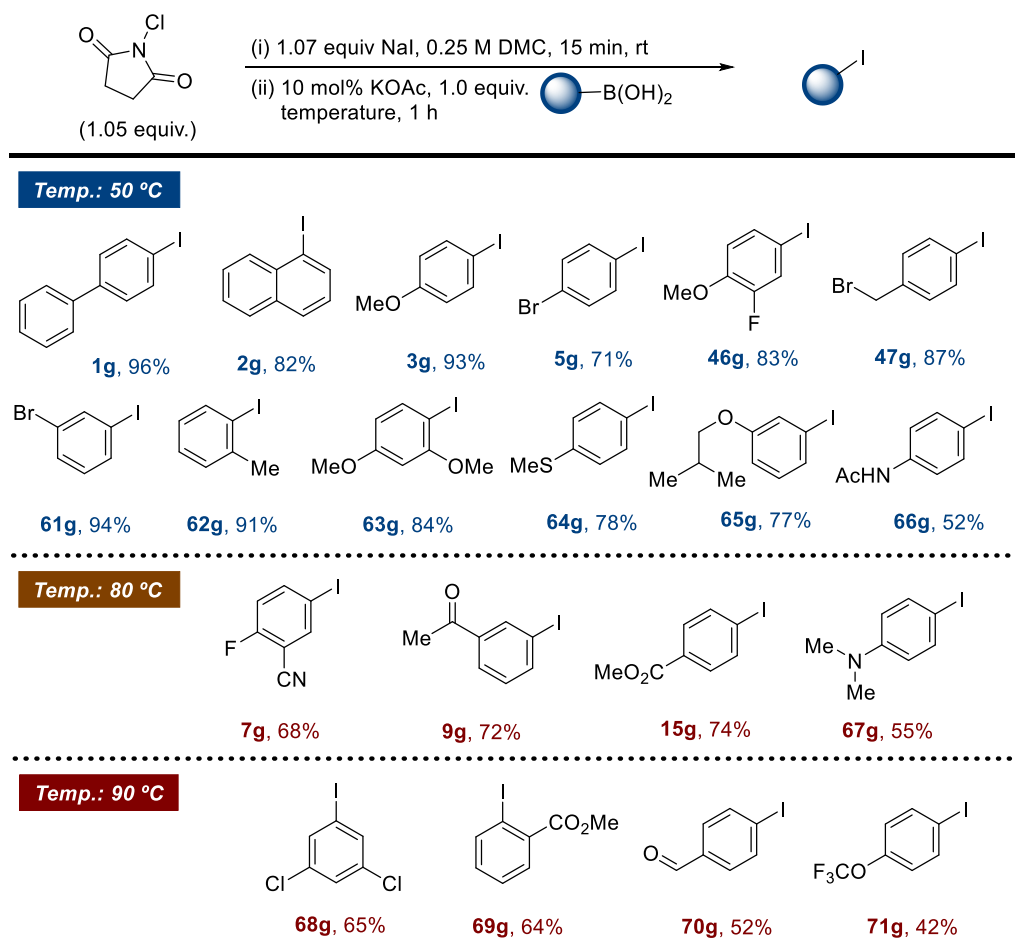 Cl
O N O
(1.05 equiv.)
(i) 1.07 equiv NaI, 0.25 M DMC, 15 min, rt
(ii) 10 mol% KOAc, 1.0 equiv. B(OH)2
temperature, 1 h
I
Temp.: 50 ºC
I I I I I I
MeO Br MeO F Br
1g, 96% 2g, 82% 3g, 93% 5g, 71% 46g, 83% 47g, 87%
Br I I Me I MeO OMe I MeS I O Me Me I AcHN
61g, 94% 62g, 91% 63g, 84% 64g, 78% 65g, 77% 66g, 52%
Temp.: 80 ºC
I F CN O Me I I MeO2C I Me N Me
7g, 68% 9g, 72% 15g, 74% 67g, 55%
Temp.: 90 ºC
I Cl Cl I CO2Me I O I F3CO
68g, 65% 69g, 64% 70g, 52% 71g, 42%